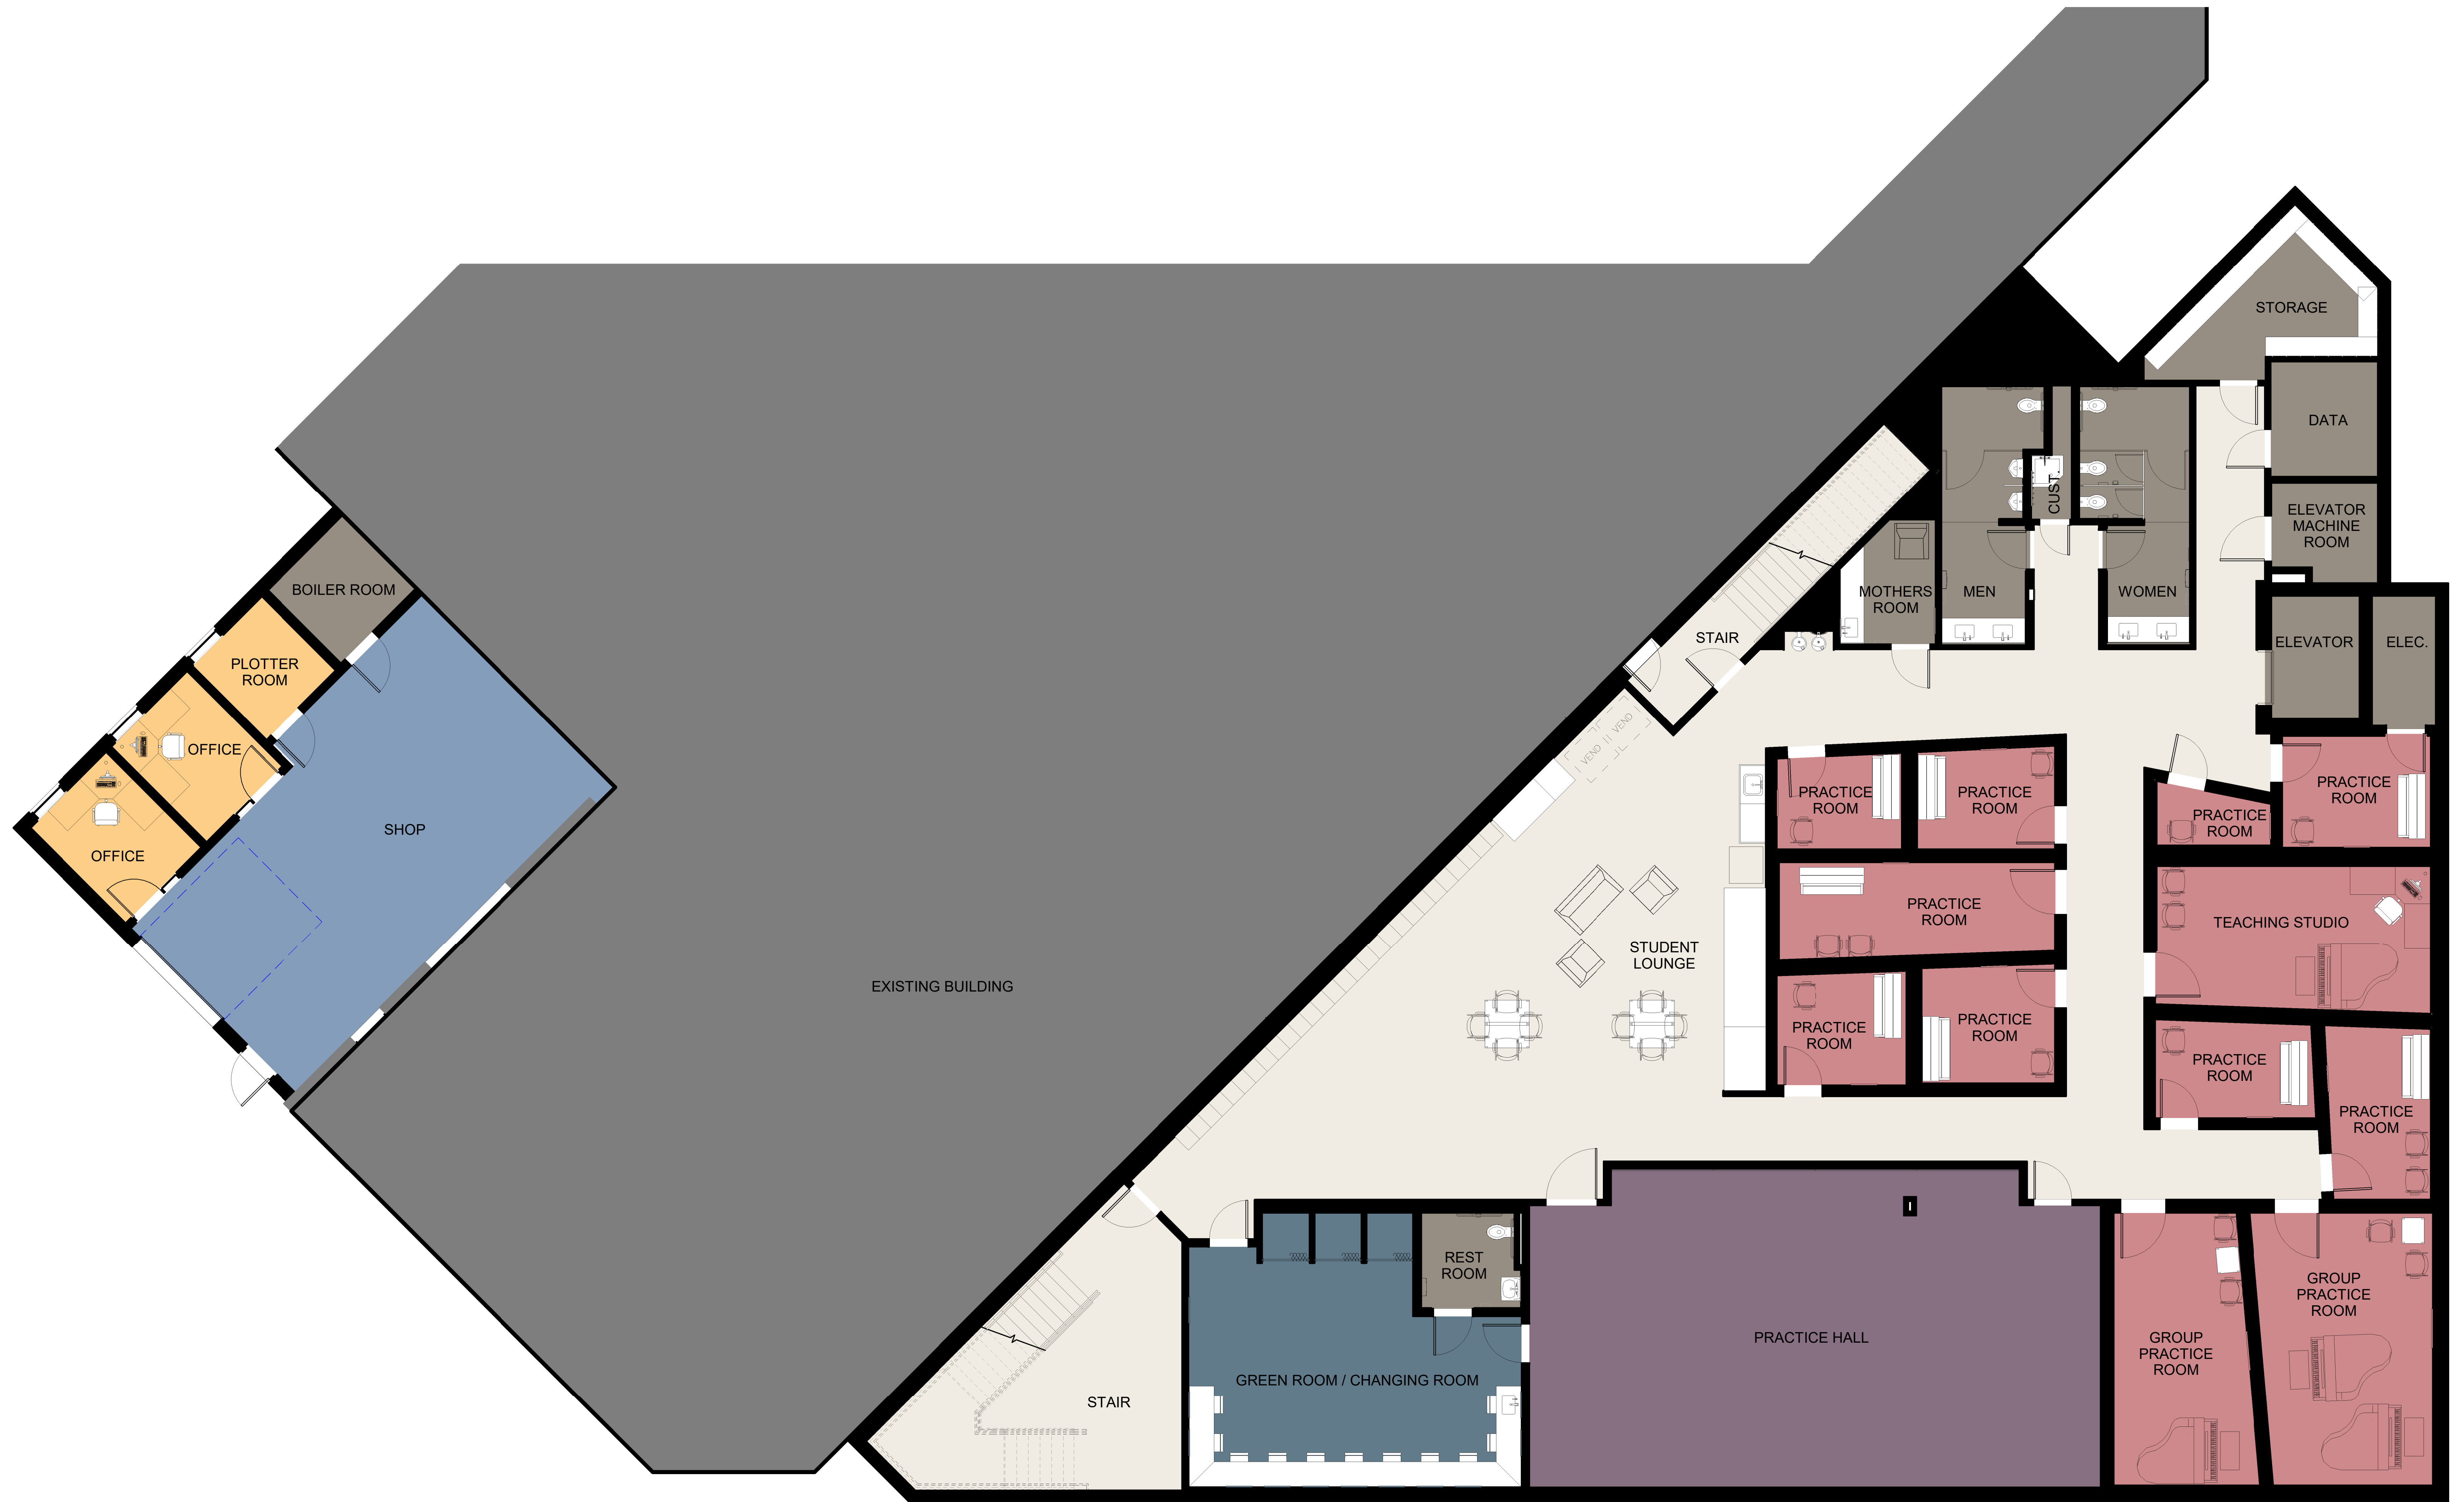 STORAGE
DATA
ELEVATOR
MACHINE
ROOM
CUST.
BOILER ROOM
MOTHERS
ROOM
MEN
WOMEN
STAIR
ELEVATOR
ELEC.
PLOTTER
ROOM
OFFICE
VEND
VEND
PRACTICE
ROOM
PRACTICE
ROOM
PRACTICE
ROOM
PRACTICE
ROOM
SHOP
OFFICE
PRACTICE
ROOM
TEACHING STUDIO
STUDENT
LOUNGE
EXISTING BUILDING
PRACTICE
ROOM
PRACTICE
ROOM
PRACTICE
ROOM
PRACTICE
ROOM
REST
ROOM
GROUP
PRACTICE
ROOM
PRACTICE HALL
GROUP
PRACTICE
ROOM
GREEN ROOM / CHANGING ROOM
STAIR